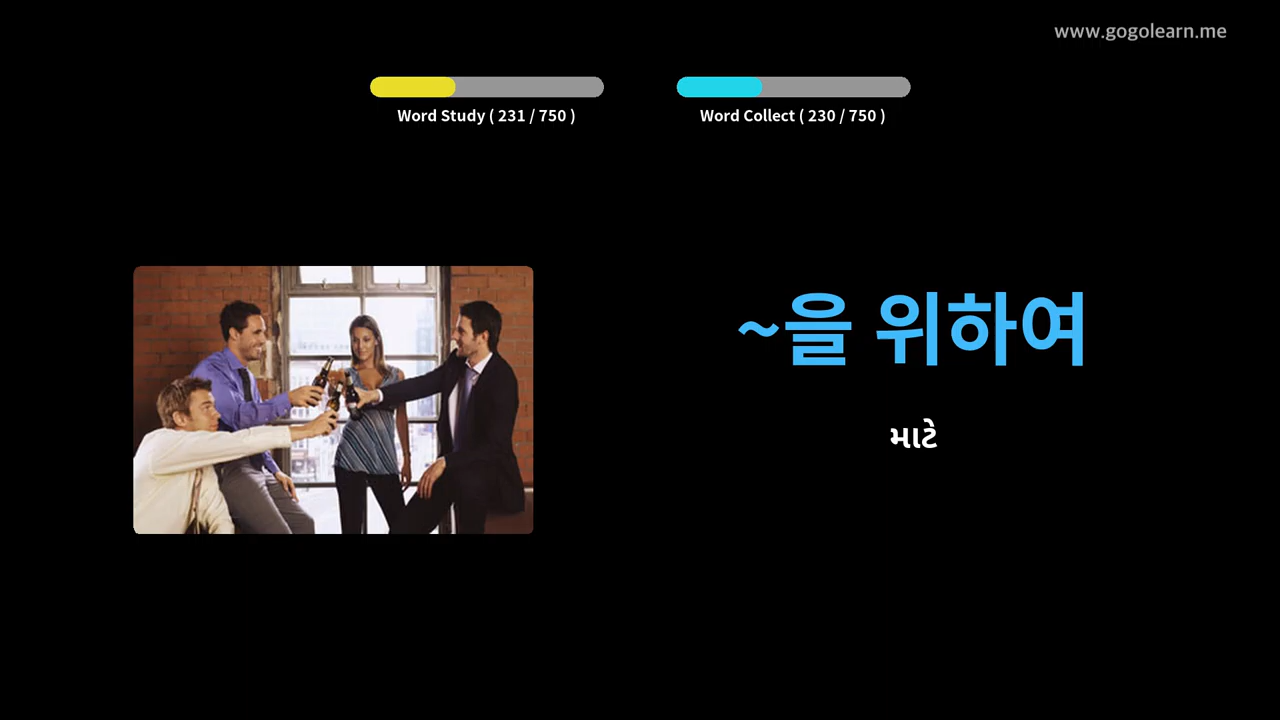 www.gogolearn.me
Word Study ( 231 / 750 )
Word Collect ( 230 / 750 )
~을 위하여
માટે